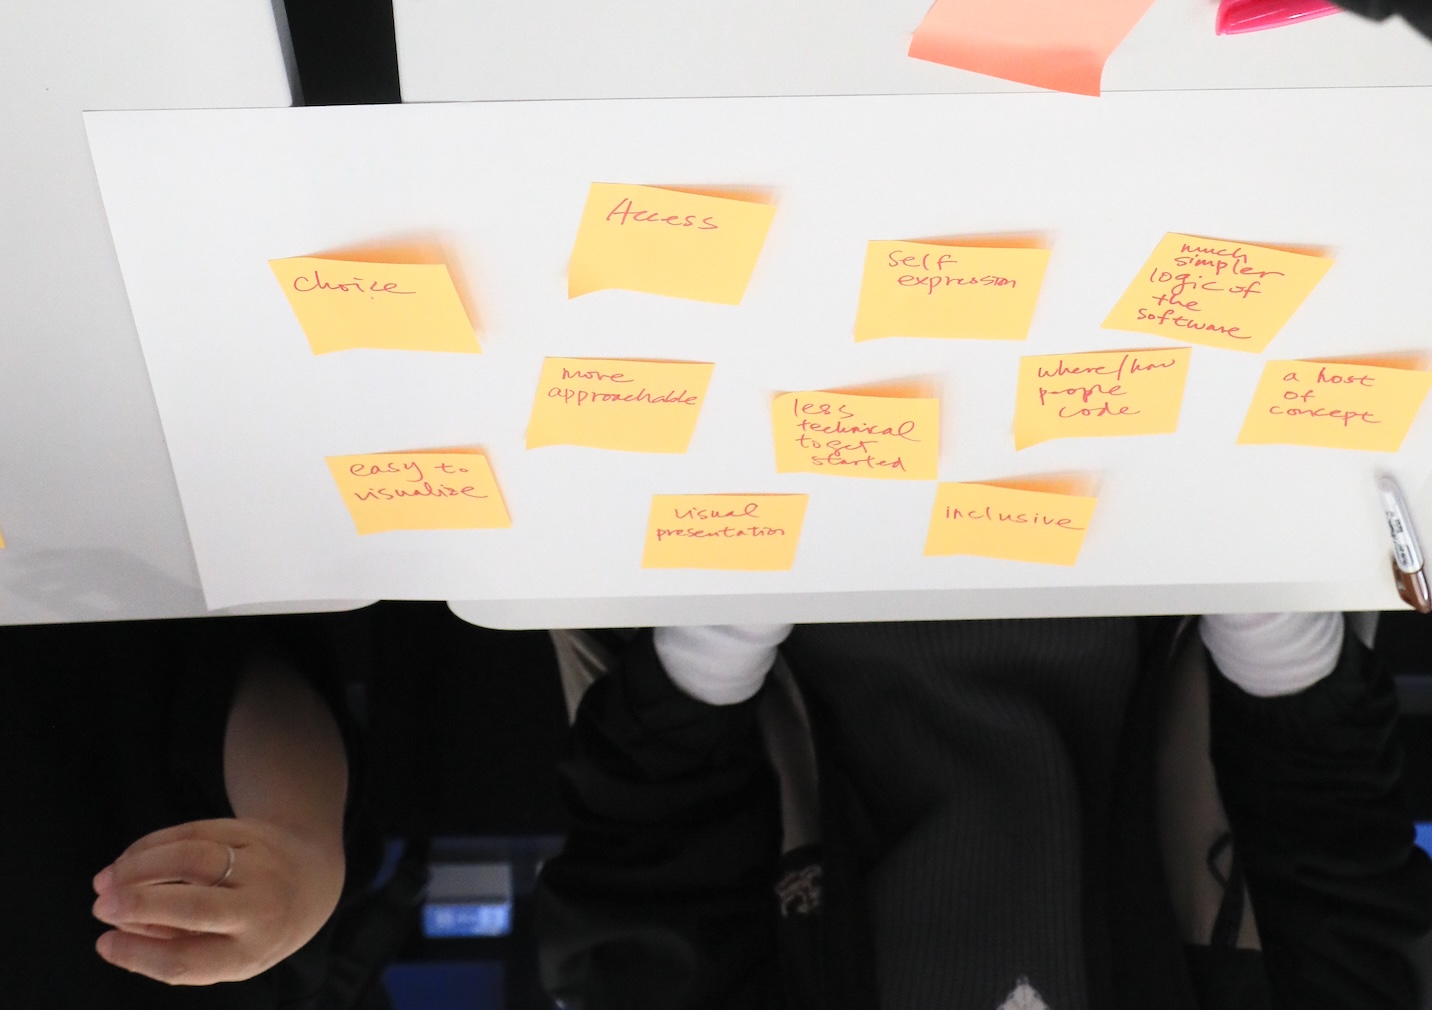 Access
choice
self
expression
much
simpler
logic of
the
software
more
approachable
less
technical
to get
started
where/how
people
code
a host
of
concept
easy to
visualize
visual
presentation
inclusive